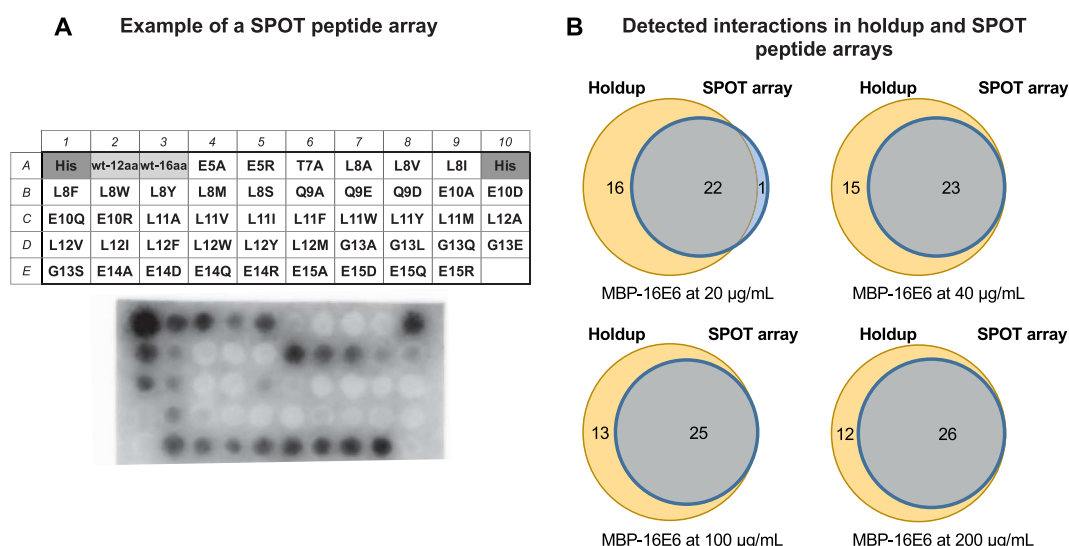 A Example of a SPOT peptide array
1 2 3 4 5 6 7 8 9 10
A His wt-12aa wt-16aa E5A E5R T7A L8A L8V L8I His
B L8F L8W L8Y L8M L8S Q9A Q9E Q9D E10A E10D
C E10Q E10R L11A L11V L11I L11F L11W L11Y L11M L12A
D L12V L12I L12F L12W L12Y L12M G13A G13L G13Q G13E
E G13S E14A E14D E14Q E14R E15A E15D E15Q E15R
B Detected interactions in holdup and SPOT
peptide arrays
Holdup SPOT array
16 22 1
MBP-16E6 at 20 µg/mL
Holdup SPOT array
15 23
MBP-16E6 at 40 µg/mL
Holdup SPOT array
13 25
MBP-16E6 at 100 µg/mL
Holdup SPOT array
12 26
MBP-16E6 at 200 µg/mL